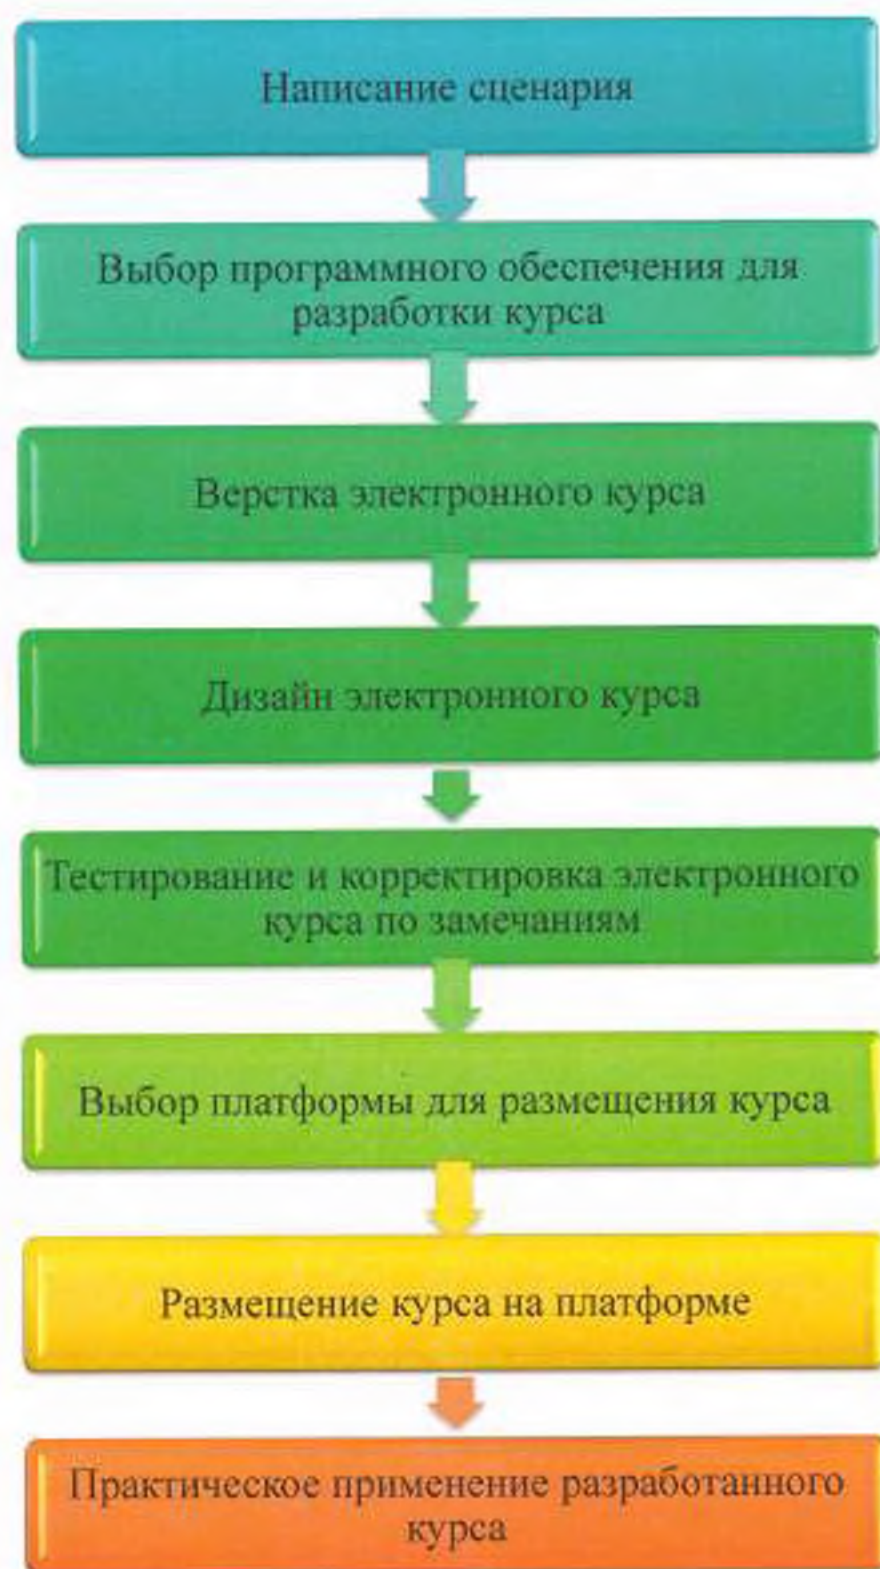 Написание сценария
Выбор программного обеспечения для
разработки курса
Верстка электронного курса
Дизайн электронного курса
Тестирование и корректировка электронного
курса по замечаниям
Выбор платформы для размещения курса
Размещение курса на платформе
Практическое применение разработанного
курса